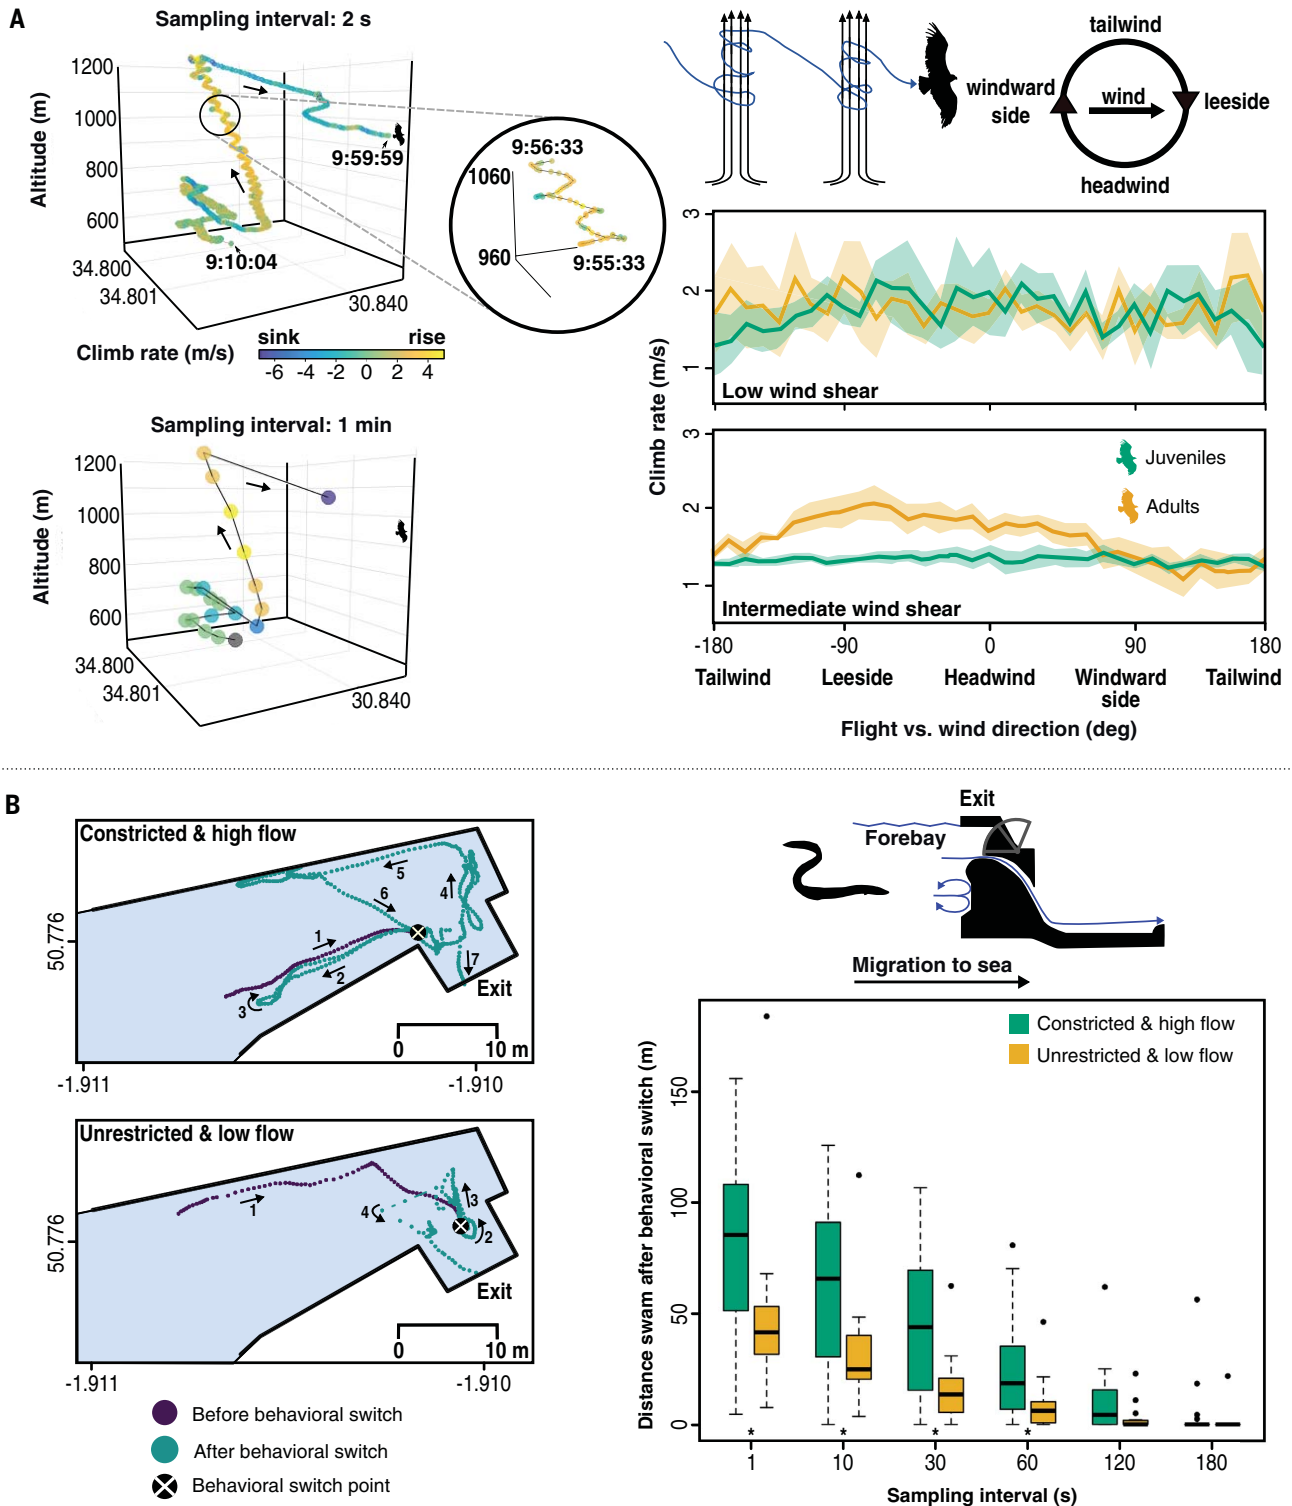 A
Sampling interval: 2 s
1200
1000
800
600
Altitude (m)
34.800
34.801
30.840
9:59:59
9:10:04
9:56:33
1060
960
9:55:33
sink
rise
Climb rate (m/s)
-6 -4 -2 0 2 4
Sampling interval: 1 min
1200
1000
800
600
Altitude (m)
34.800
34.801
30.840
tailwind
windward
side
wind
leeside
headwind
3
2
1
Low wind shear
Climb rate (m/s)
3
2
1
Juveniles
Adults
Intermediate wind shear
-180 -90 0 90 180
Tailwind Leeside Headwind Windward side Tailwind
Flight vs. wind direction (deg)
B
Constricted & high flow
1
2
3
4
5
6
7
Exit
0 10 m
50.776
-1.911 -1.910
Unrestricted & low flow
1
2
3
4
Exit
0 10 m
50.776
-1.911 -1.910
Before behavioral switch
After behavioral switch
Behavioral switch point
Exit
Forebay
Migration to sea
Constricted & high flow
Unrestricted & low flow
Distance swam after behavioral switch (m)
150
100
50
0
* * * *
1 10 30 60 120 180
Sampling interval (s)